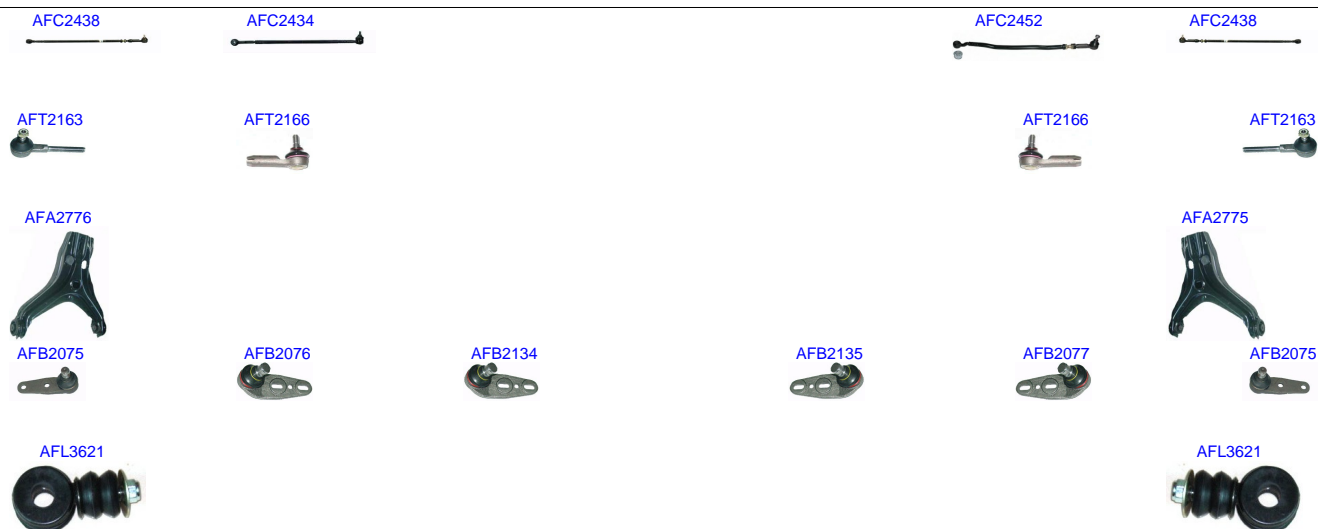 AFC2438 AFC2434 AFC2452 AFC2438
AFT2163 AFT2166 AFT2166 AFT2163
AFA2776 AFA2775
AFB2075 AFB2076 AFB2134 AFB2135 AFB2077 AFB2075
AFL3621 AFL3621